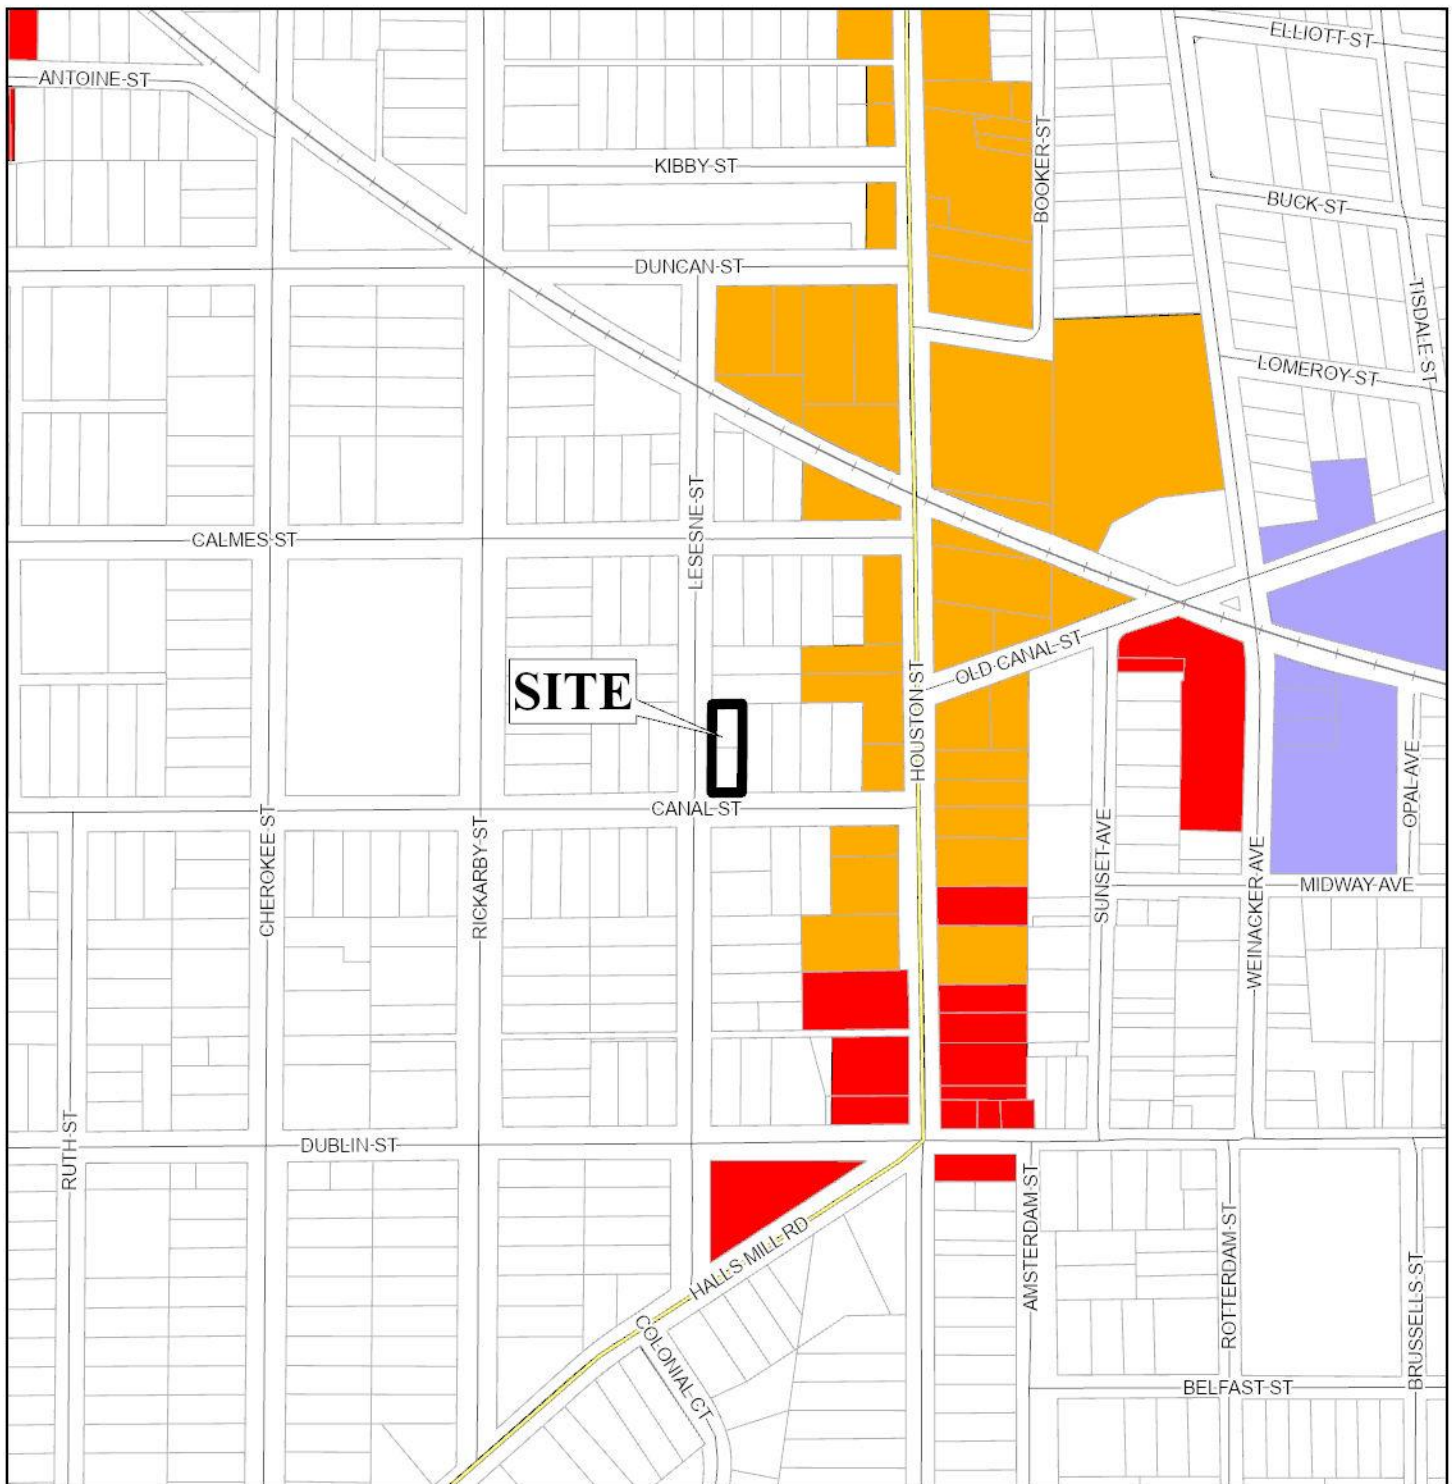 ELLIOTT-ST
ANTOINE-ST
BOOKER-ST
KIBBY-ST
BUCK-ST
DUNCAN-ST
TISDALE-ST
LOMEROY-ST
LESESNE-ST
CALMES-ST
OLD-CANAL-ST
SITE
HOUSTON-ST
OPAL-AVE
CANAL-ST
CHEROKEE-ST
RICKARBY-ST
SUNSET-AVE
WEINACKER-AVE
MIDWAY-AVE
RUTH-ST
DUBLIN-ST
AMSTERDAM-ST
ROTTERDAM-ST
BRUSSELLS-ST
HALLS-MILL-RD
COLONIAL-CT
BELFAST-ST